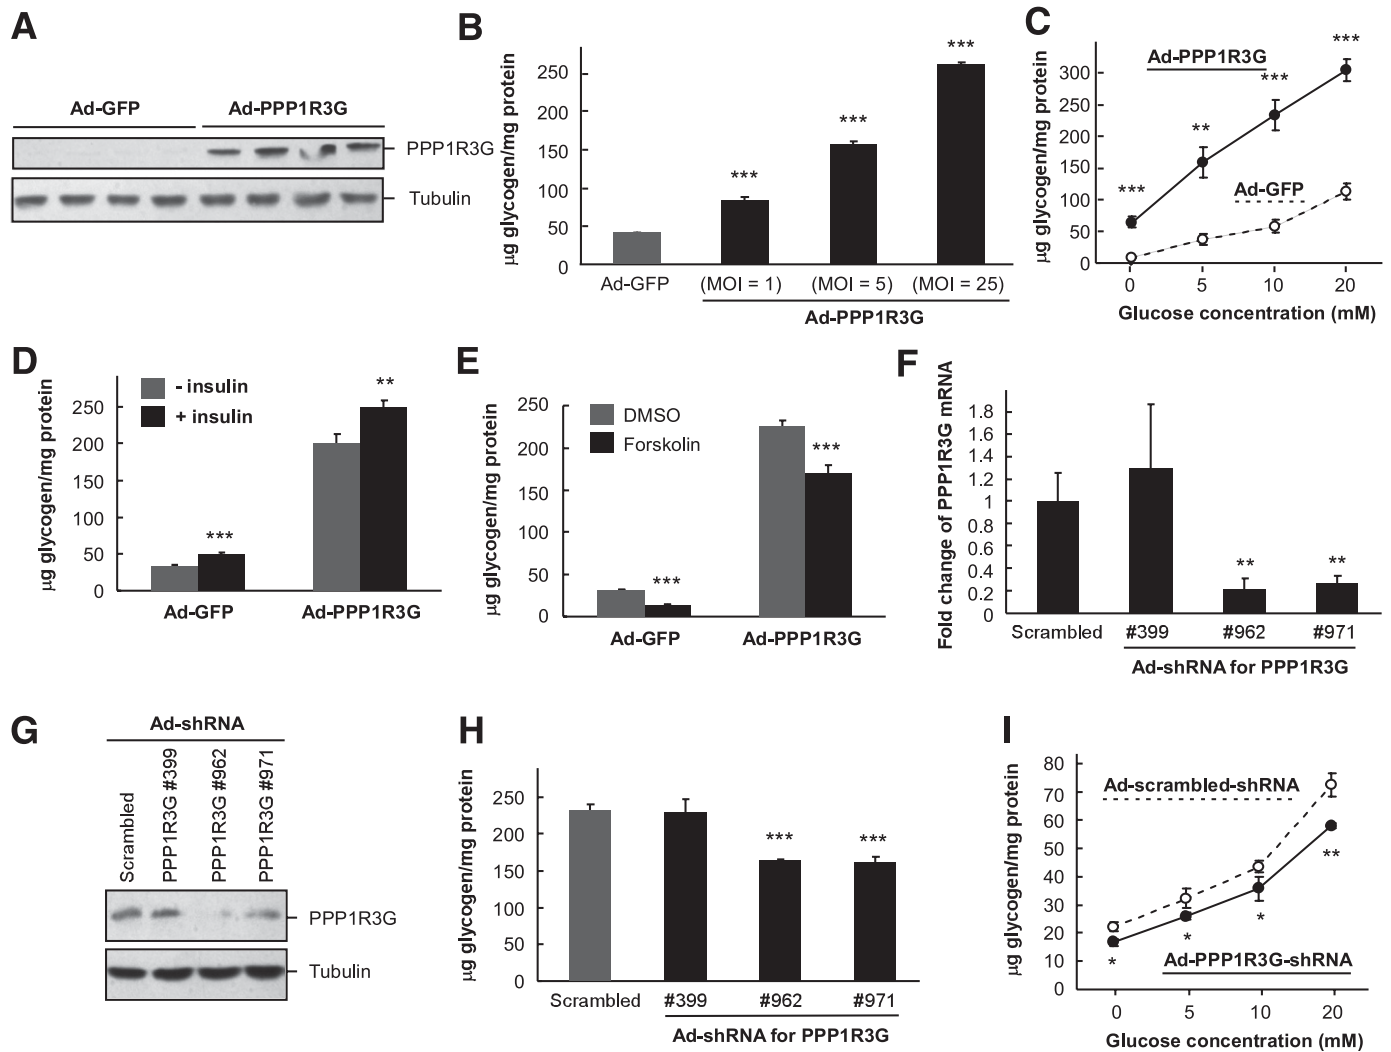 A
Ad-GFP Ad-PPP1R3G
PPP1R3G
Tubulin
B
µg glycogen/mg protein
250
200
150
100
50
0
***
***
***
Ad-GFP (MOI = 1) (MOI = 5) (MOI = 25)
Ad-PPP1R3G
C
µg glycogen/mg protein
300
250
200
150
100
50
0
Ad-PPP1R3G
***
**
***
***
Ad-GFP
0 5 10 20
Glucose concentration (mM)
D
µg glycogen/mg protein
250
200
150
100
50
0
- insulin
+ insulin
***
**
Ad-GFP Ad-PPP1R3G
E
µg glycogen/mg protein
250
200
150
100
50
0
DMSO
Forskolin
***
***
Ad-GFP Ad-PPP1R3G
F
Fold change of PPP1R3G mRNA
1.8
1.6
1.4
1.2
1
0.8
0.6
0.4
0.2
0
**
**
Scrambled #399 #962 #971
Ad-shRNA for PPP1R3G
G
Ad-shRNA
Scrambled
PPP1R3G #399
PPP1R3G #962
PPP1R3G #971
PPP1R3G
Tubulin
H
µg glycogen/mg protein
250
200
150
100
50
0
***
***
Scrambled #399 #962 #971
Ad-shRNA for PPP1R3G
I
µg glycogen/mg protein
80
70
60
50
40
30
20
10
0
Ad-scrambled-shRNA
*
*
*
**
Ad-PPP1R3G-shRNA
0 5 10 20
Glucose concentration (mM)